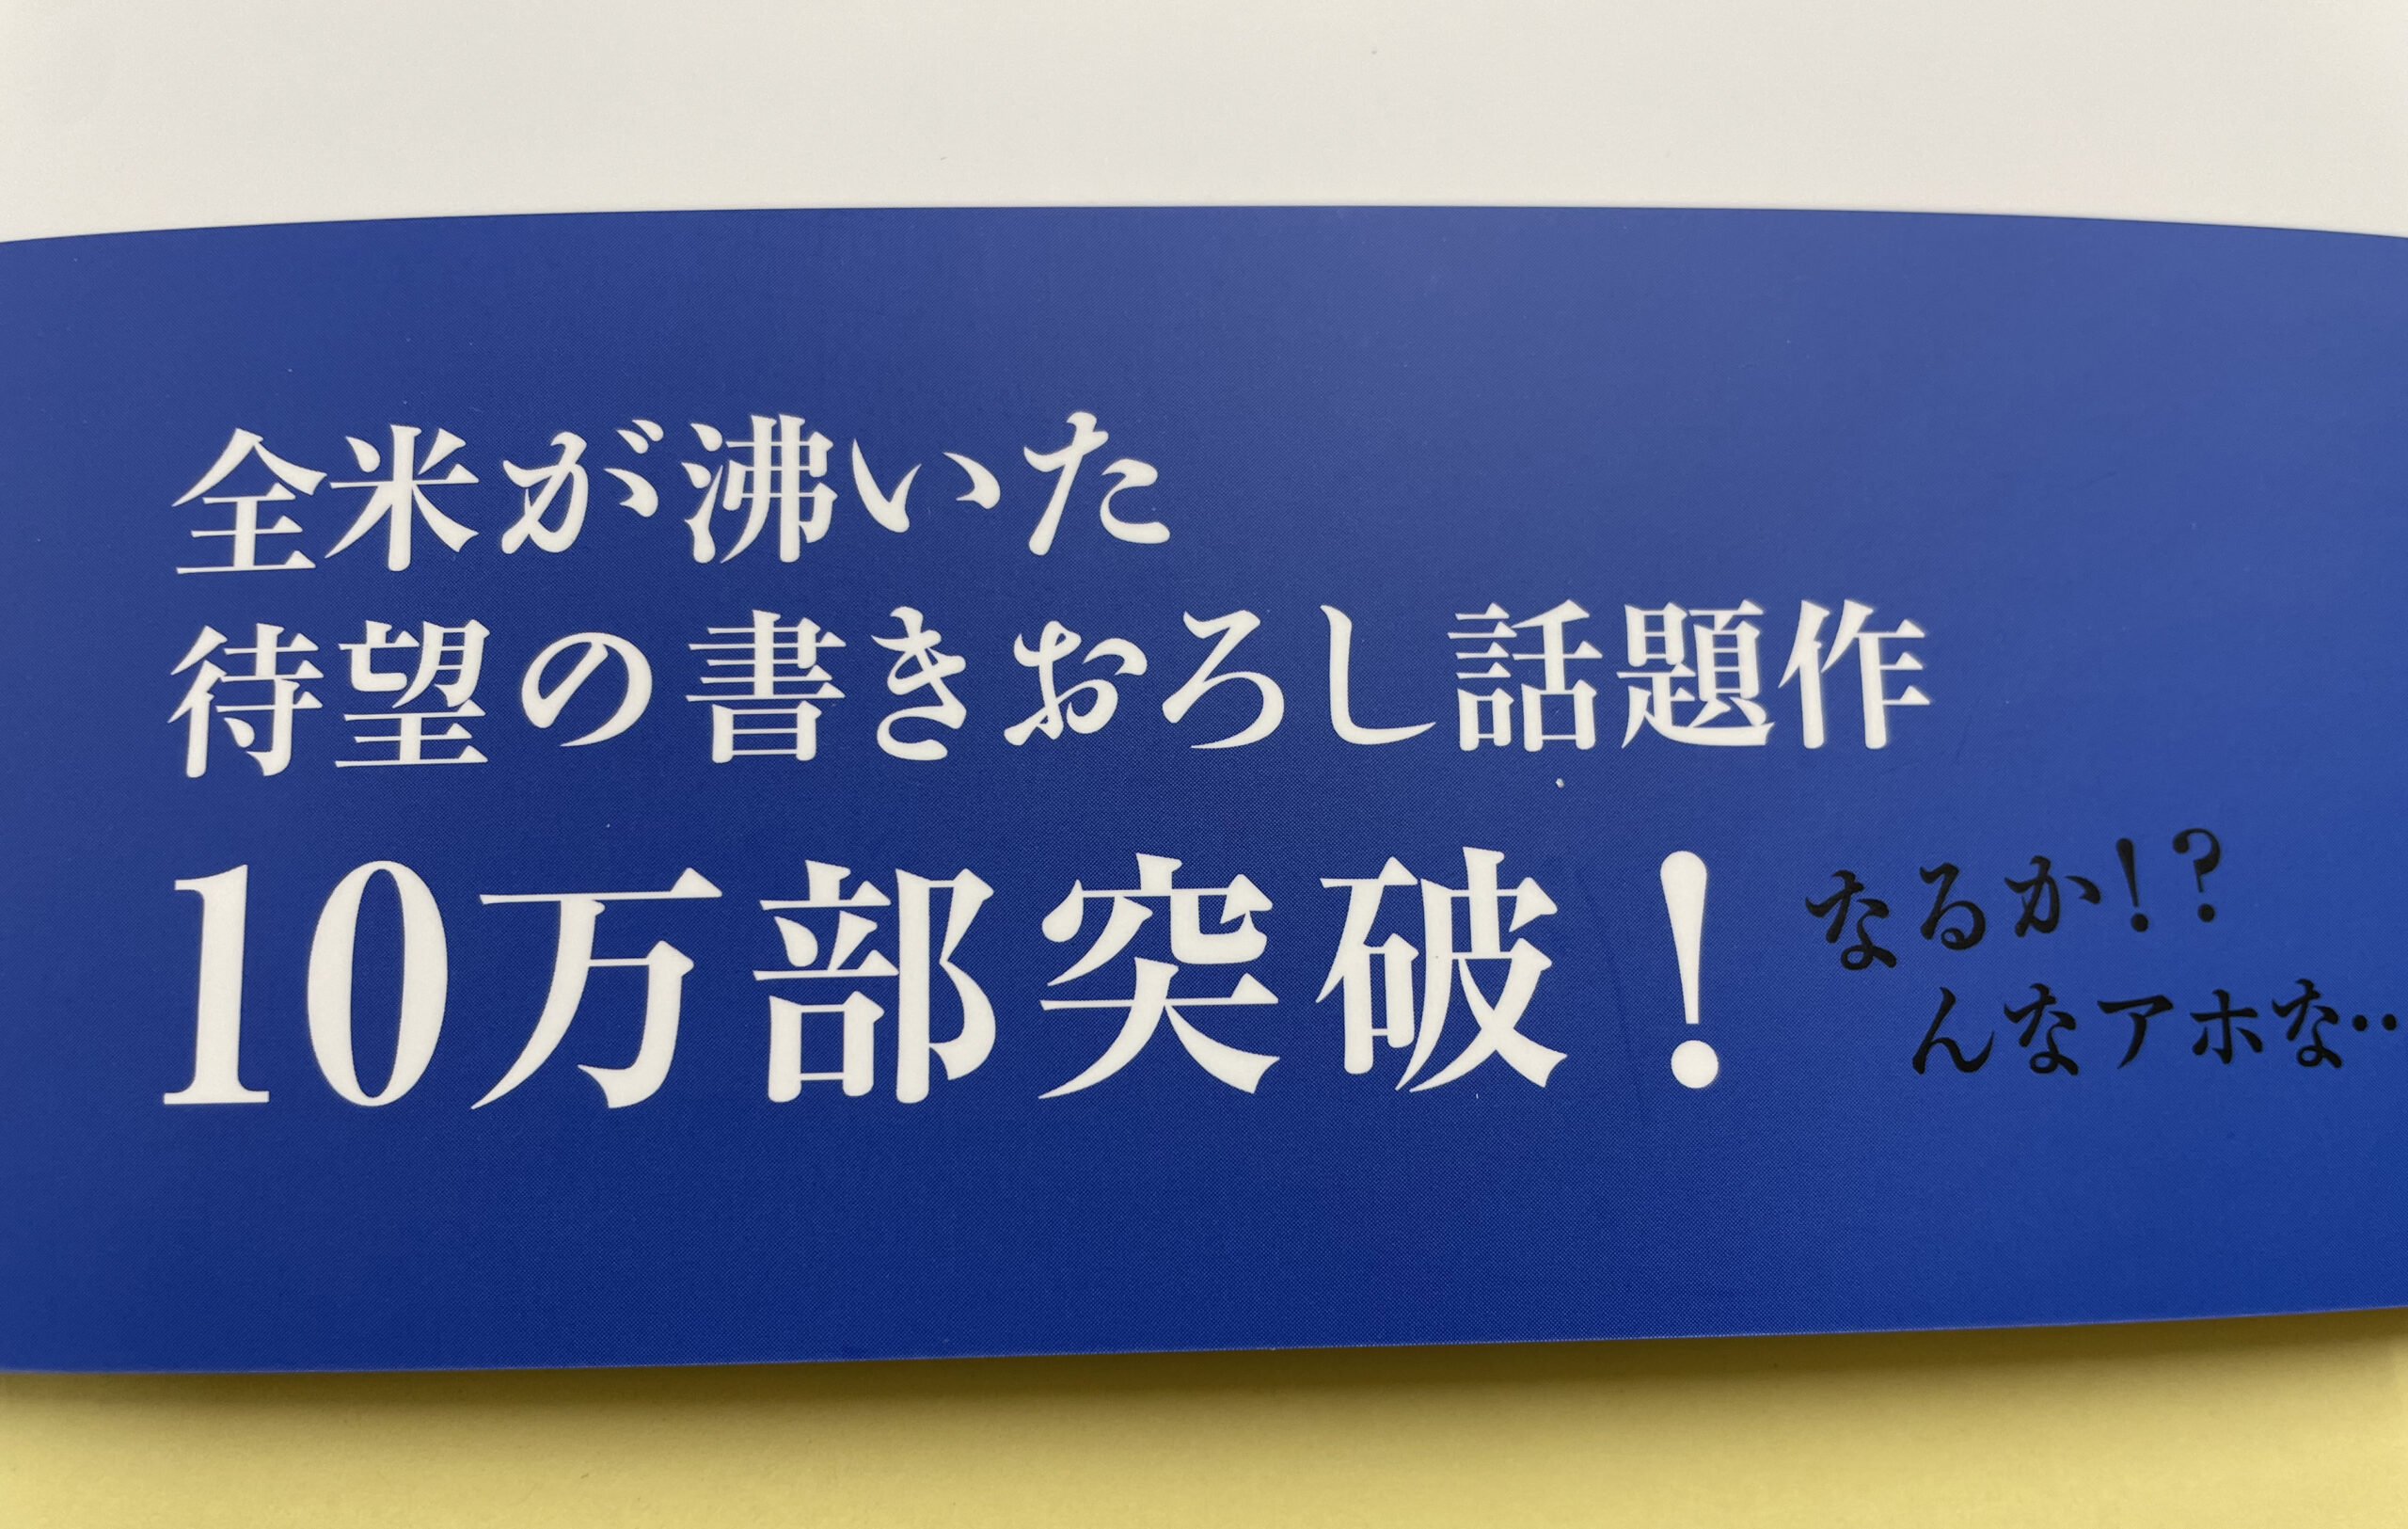 全米が沸いた
待望の書きおろし話題作
10万部突破！
なるか！？
んなアホな‥